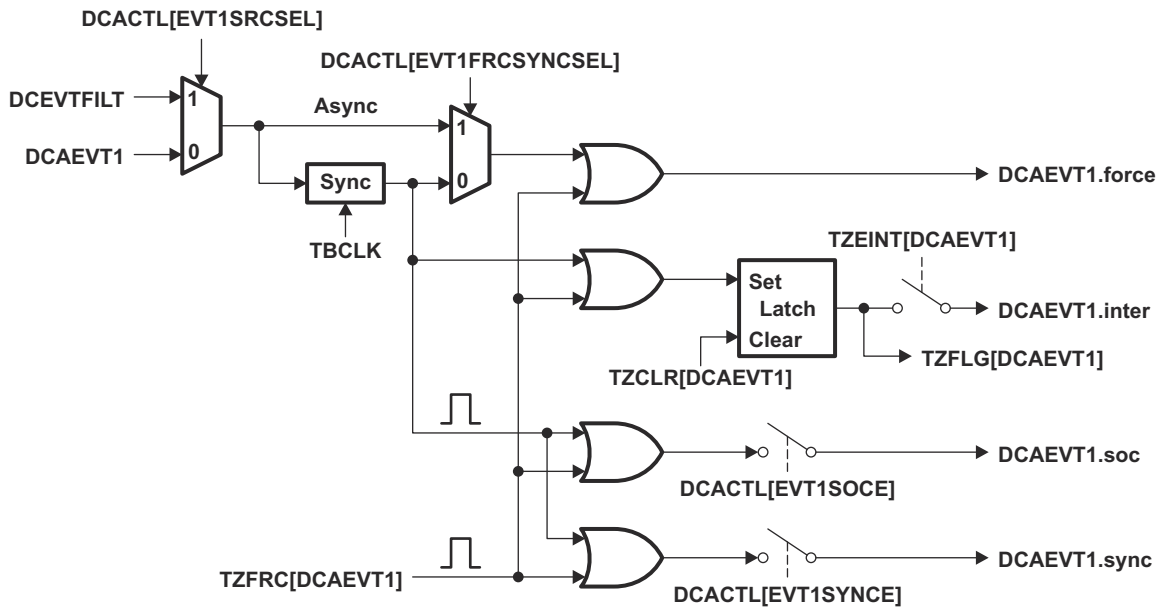 DCACTL[EVT1SRCSEL]
DCACTL[EVT1FRCSYNCSEL]
DCEVTFILT
1
Async
1
DCAEVT1
0
Sync
0
DCAEVT1.force
TBCLK
TZEINT[DCAEVT1]
Set
Latch
Clear
DCAEVT1.inter
TZCLR[DCAEVT1]
TZFLG[DCAEVT1]
DCAEVT1.soc
DCACTL[EVT1SOCE]
TZFRC[DCAEVT1]
DCAEVT1.sync
DCACTL[EVT1SYNCE]